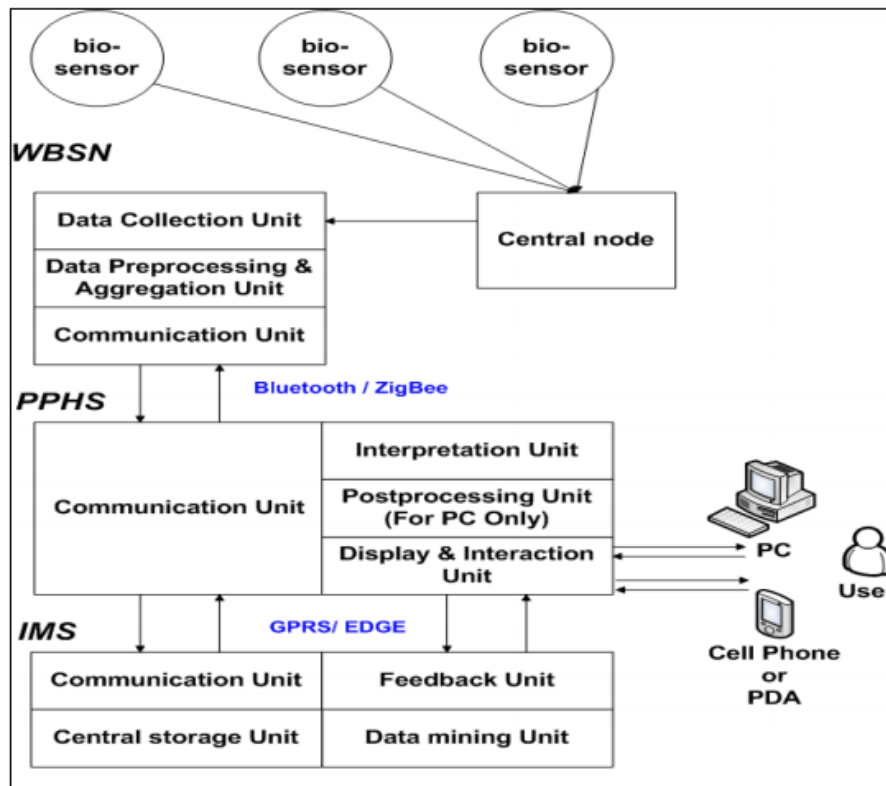 bio-
sensor
bio-
sensor
bio-
sensor
WBSN
Data Collection Unit
Data Preprocessing &
Aggregation Unit
Communication Unit
Central node
Bluetooth / ZigBee
PPHS
Communication Unit
Interpretation Unit
Postprocessing Unit
(For PC Only)
Display & Interaction
Unit
PC
Use
Cell Phone
or
PDA
IMS
GPRS/ EDGE
Communication Unit
Feedback Unit
Central storage Unit
Data mining Unit